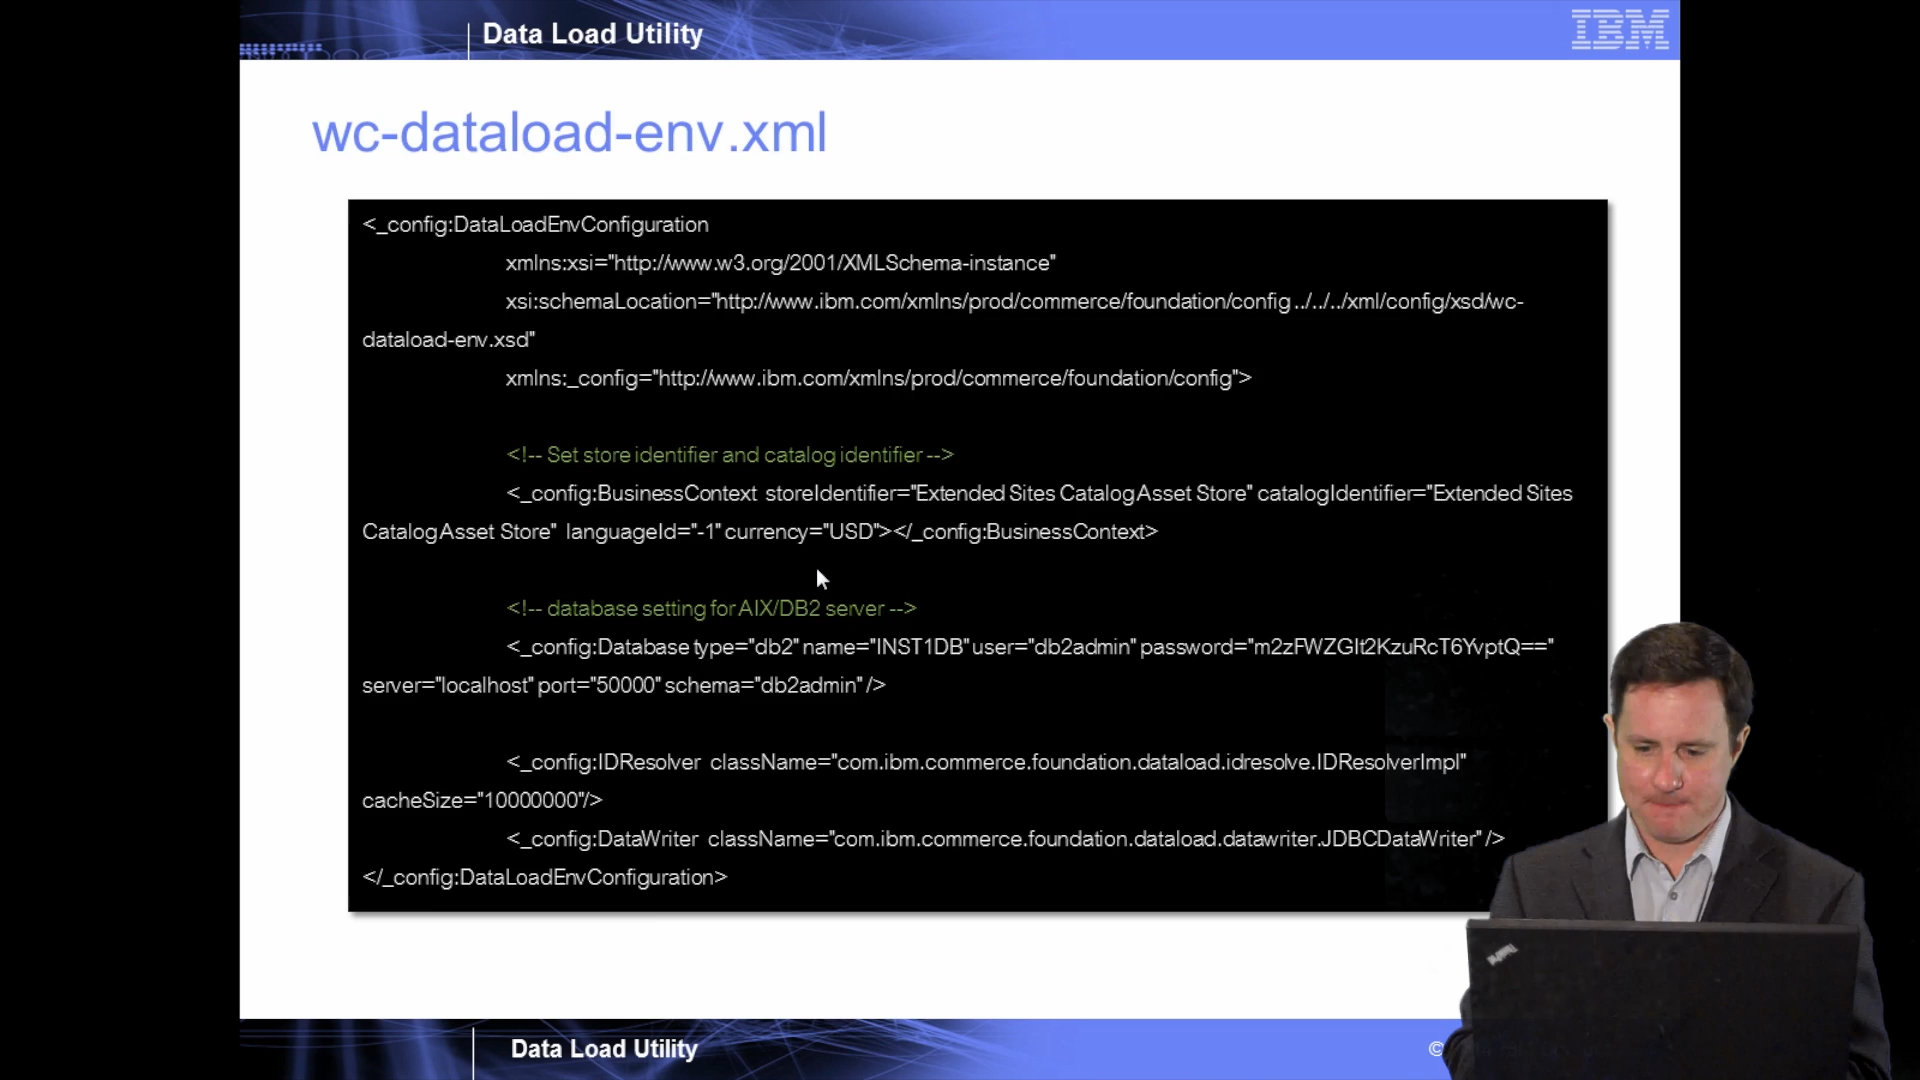 Data Load Utility
IBM
wc-dataload-env.xml
<_config:DataLoadEnvConfiguration
xmlns:xsi="http://www.w3.org/2001/XMLSchema-instance"
xsi:schemaLocation="http://www.ibm.com/xmlns/prod/commerce/foundation/config ../../../xml/config/xsd/wc-
dataload-env.xsd"
xmlns:_config="http://www.ibm.com/xmlns/prod/commerce/foundation/config">
<!-- Set store identifier and catalog identifier -->
<_config:BusinessContext storeIdentifier="Extended Sites Catalog Asset Store" catalogIdentifier="Extended Sites
Catalog Asset Store" languageId="-1" currency="USD"></_config:BusinessContext>
<!-- database setting for AIX/DB2 server -->
<_config:Database type="db2" name="INST1DB" user="db2admin" password="m2zFWZGIt2KzuRcT6YvptQ=="
server="localhost" port="50000" schema="db2admin" />
<_config:IDResolver className="com.ibm.commerce.foundation.dataload.idresolve.IDResolverImpl"
cacheSize="10000000"/>
<_config:DataWriter className="com.ibm.commerce.foundation.dataload.datawriter.JDBCDataWriter" />
</_config:DataLoadEnvConfiguration>
Data Load Utility
©